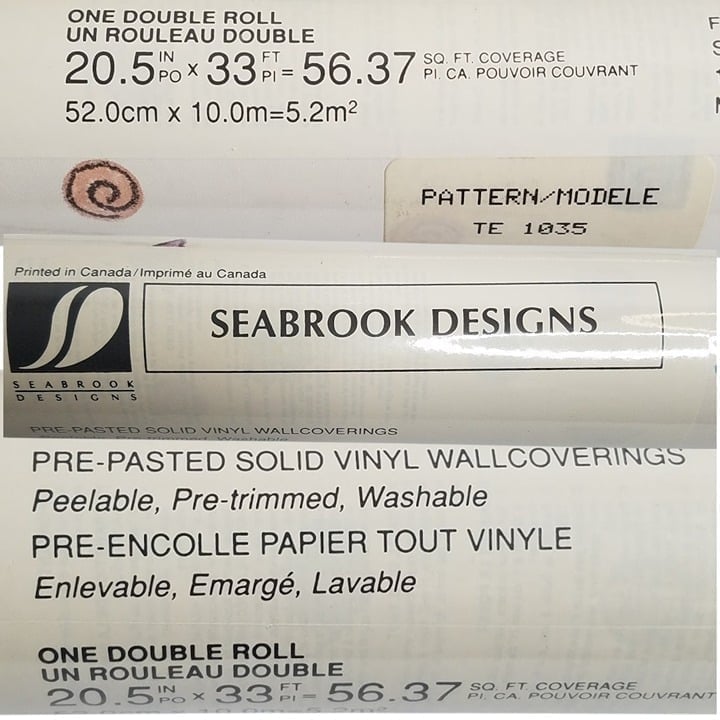 ONE DOUBLE ROLL
UN ROULEAU DOUBLE
20.5 IN PO x 33 FT PI = 56.37 SQ. FT. COVERAGE PI. CA. POUVOIR COUVRANT
52.0cm x 10.0m=5.2m²
PATTERN/MODELE
TE 1035
Printed in Canada/Imprimé au Canada
SEABROOK DESIGNS
SEABROOK
DESIGNS
PRE-PASTED SOLID VINYL WALLCOVERINGS
PRE-PASTED SOLID VINYL WALLCOVERINGS
Peelable, Pre-trimmed, Washable
PRE-ENCOLLE PAPIER TOUT VINYLE
Enlevable, Emargé, Lavable
ONE DOUBLE ROLL
UN ROULEAU DOUBLE
20.5 IN PO x 33 FT PI = 56.37 SQ. FT. COVERAGE PI. CA. POUVOIR COUVRANT